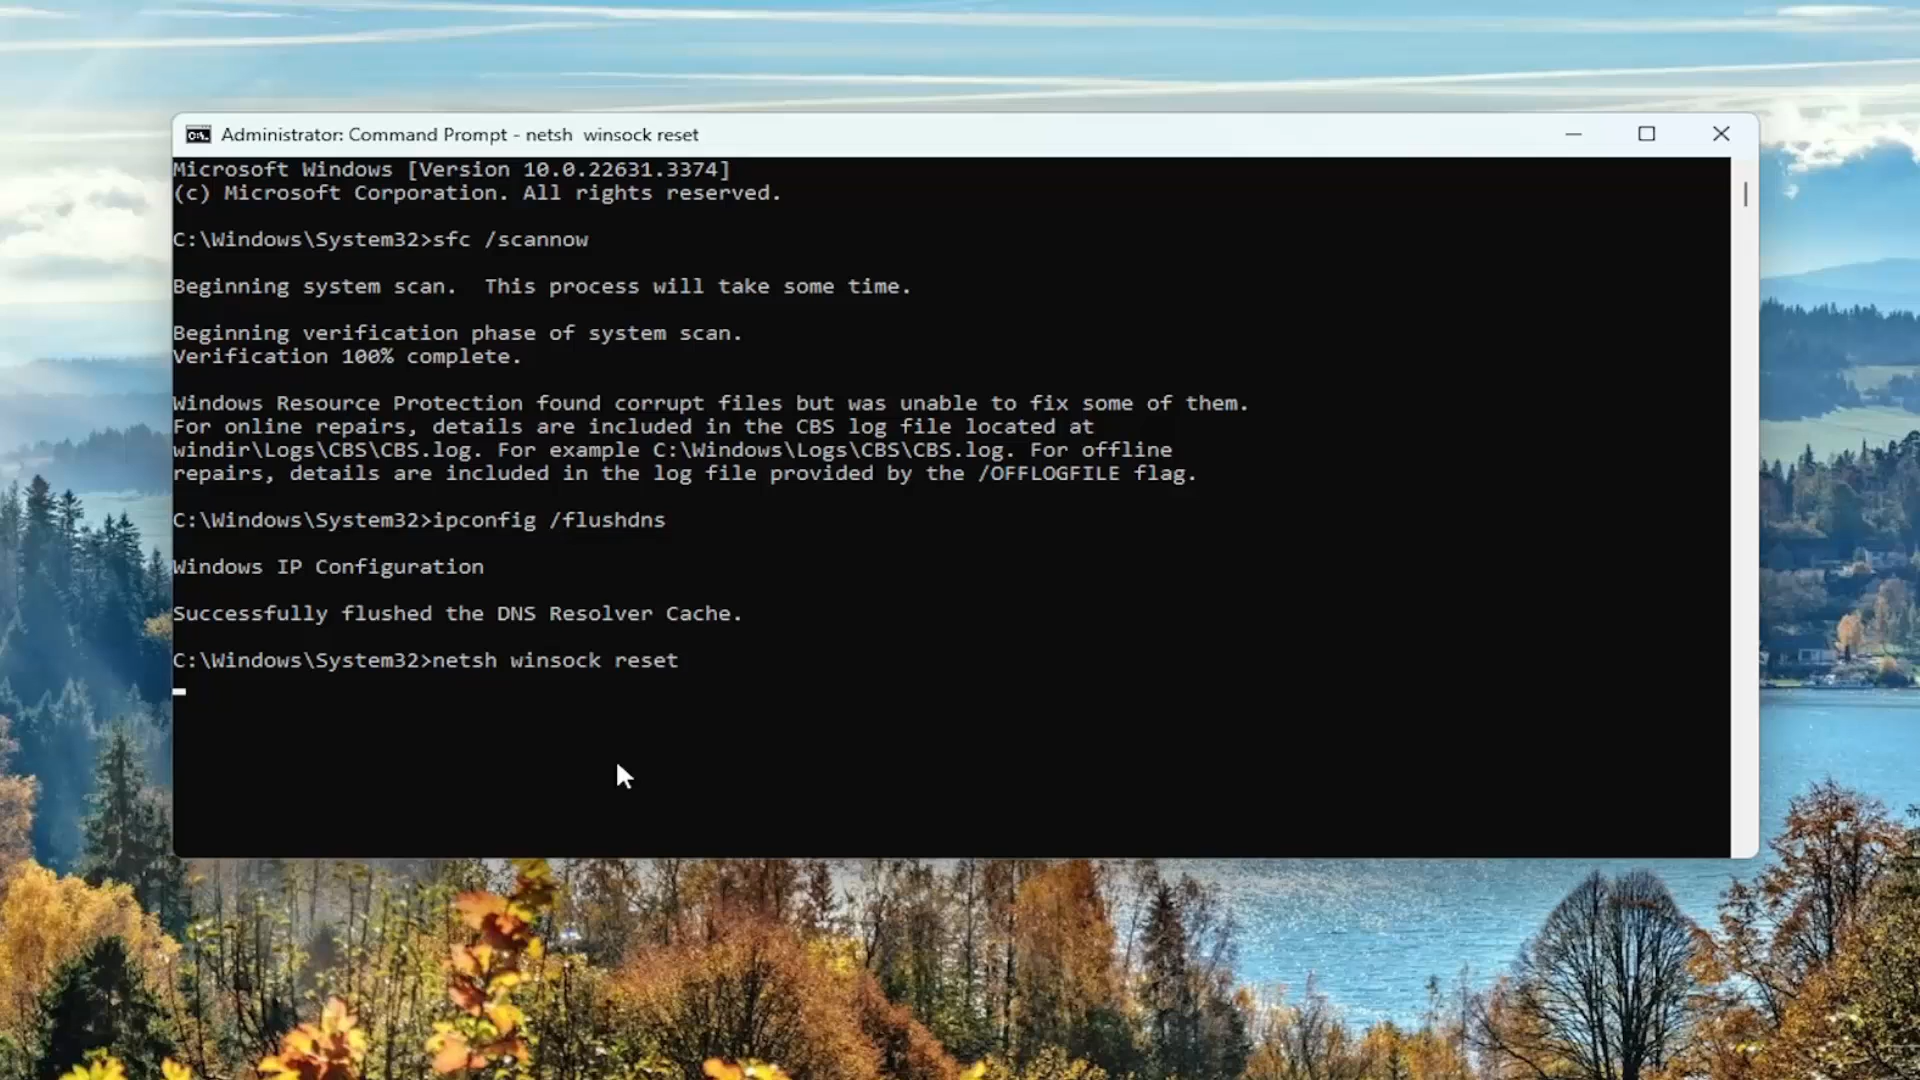 Administrator: Command Prompt - netsh  winsock reset
Microsoft Windows [Version 10.0.22631.3374]
(c) Microsoft Corporation. All rights reserved.
C:\Windows\System32>sfc /scannow
Beginning system scan.  This process will take some time.
Beginning verification phase of system scan.
Verification 100% complete.
Windows Resource Protection found corrupt files but was unable to fix some of them.
For online repairs, details are included in the CBS log file located at
windir\Logs\CBS\CBS.log. For example C:\Windows\Logs\CBS\CBS.log. For offline
repairs, details are included in the log file provided by the /OFFLOGFILE flag.
C:\Windows\System32>ipconfig /flushdns
Windows IP Configuration
Successfully flushed the DNS Resolver Cache.
C:\Windows\System32>netsh winsock reset